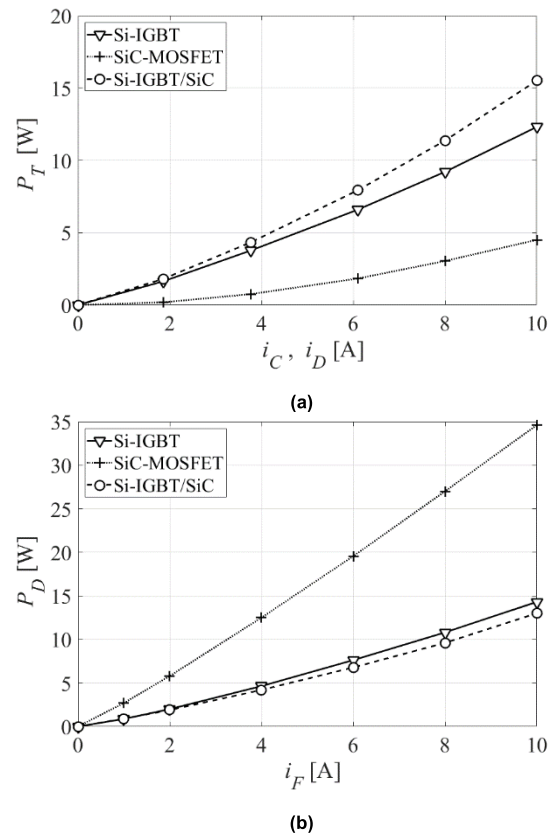 20
15
10
5
0
P_T [W]
Si-IGBT
SiC-MOSFET
Si-IGBT/SiC
0 2 4 6 8 10
i_C , i_D [A]
(a)
35
30
25
20
15
10
5
0
P_D [W]
Si-IGBT
SiC-MOSFET
Si-IGBT/SiC
0 2 4 6 8 10
i_F [A]
(b)